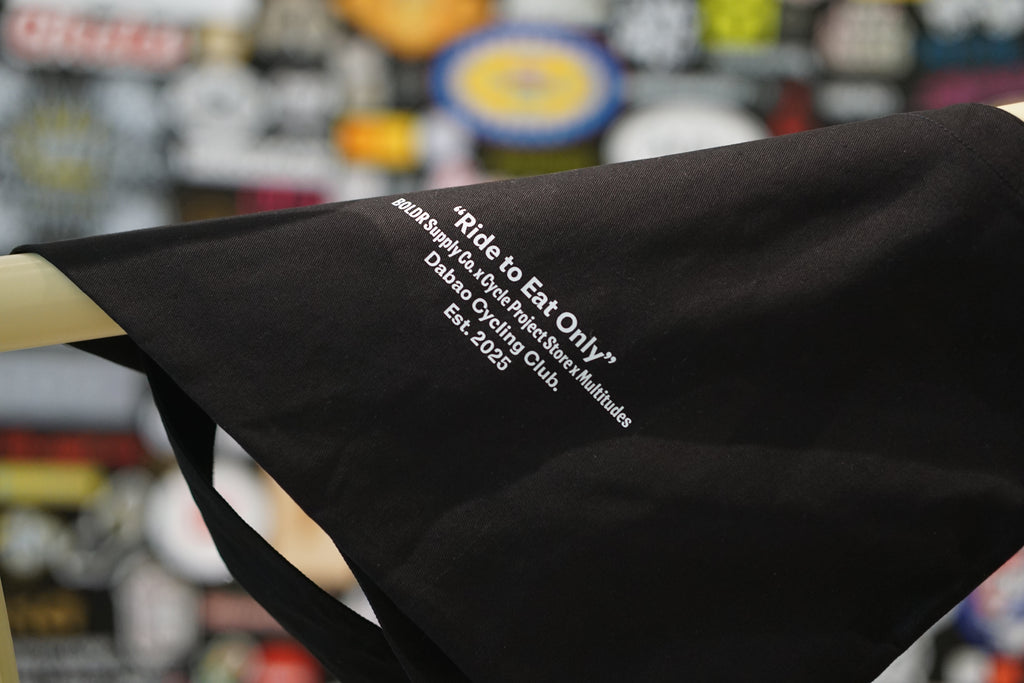 “Ride to Eat Only”
BOLDR Supply Co. x Cycle Project Store x Multitudes
Dabao Cycling Club.
Est. 2025